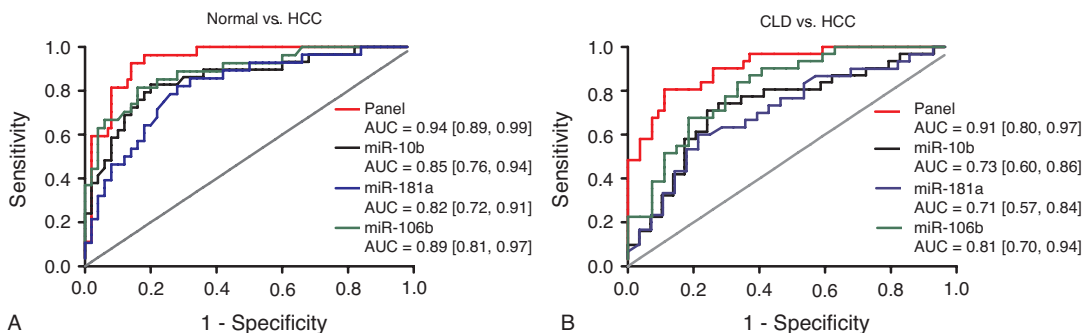 Normal vs. HCC
1.0
0.8
0.6
0.4
0.2
0.0
Sensitivity
Panel
AUC = 0.94 [0.89, 0.99]
miR-10b
AUC = 0.85 [0.76, 0.94]
miR-181a
AUC = 0.82 [0.72, 0.91]
miR-106b
AUC = 0.89 [0.81, 0.97]
0.0 0.2 0.4 0.6 0.8 1.0
A 1 - Specificity
CLD vs. HCC
1.0
0.8
0.6
0.4
0.2
0.0
Sensitivity
Panel
AUC = 0.91 [0.80, 0.97]
miR-10b
AUC = 0.73 [0.60, 0.86]
miR-181a
AUC = 0.71 [0.57, 0.84]
miR-106b
AUC = 0.81 [0.70, 0.94]
0.0 0.2 0.4 0.6 0.8 1.0
B 1 - Specificity